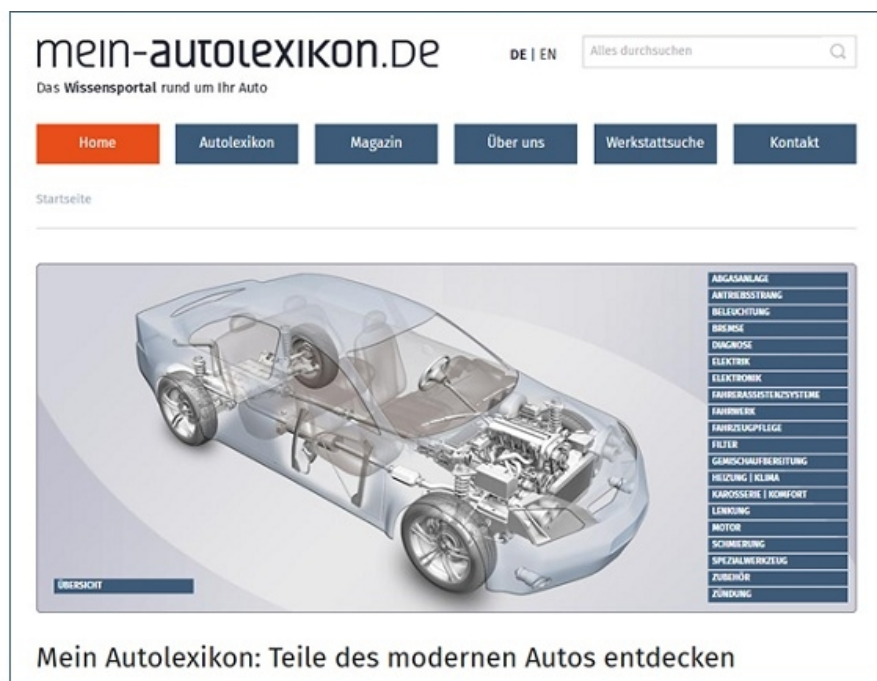 mein-autolexikon.de
DE | EN
Alles durchsuchen
Das Wissensportal rund um Ihr Auto
Home
Autolexikon
Magazin
Über uns
Werkstattsuche
Kontakt
Startseite
ABGASANLAGE
ANTRIEBSSTRANG
BELEUCHTUNG
BREMSE
DIAGNOSE
ELEKTRIK
ELEKTRONIK
FAHRERASSISTENZSYSTEME
FAHRWERK
FAHRZEUGPFLEGE
FILTER
GEMISCHAUFBEREITUNG
HEIZUNG | KLIMA
KAROSSERIE | KOMFORT
LENKUNG
MOTOR
SCHMIERUNG
SPEZIALWERKZEUG
ZUBEHÖR
ZÜNDUNG
ÜBERSICHT
Mein Autolexikon: Teile des modernen Autos entdecken